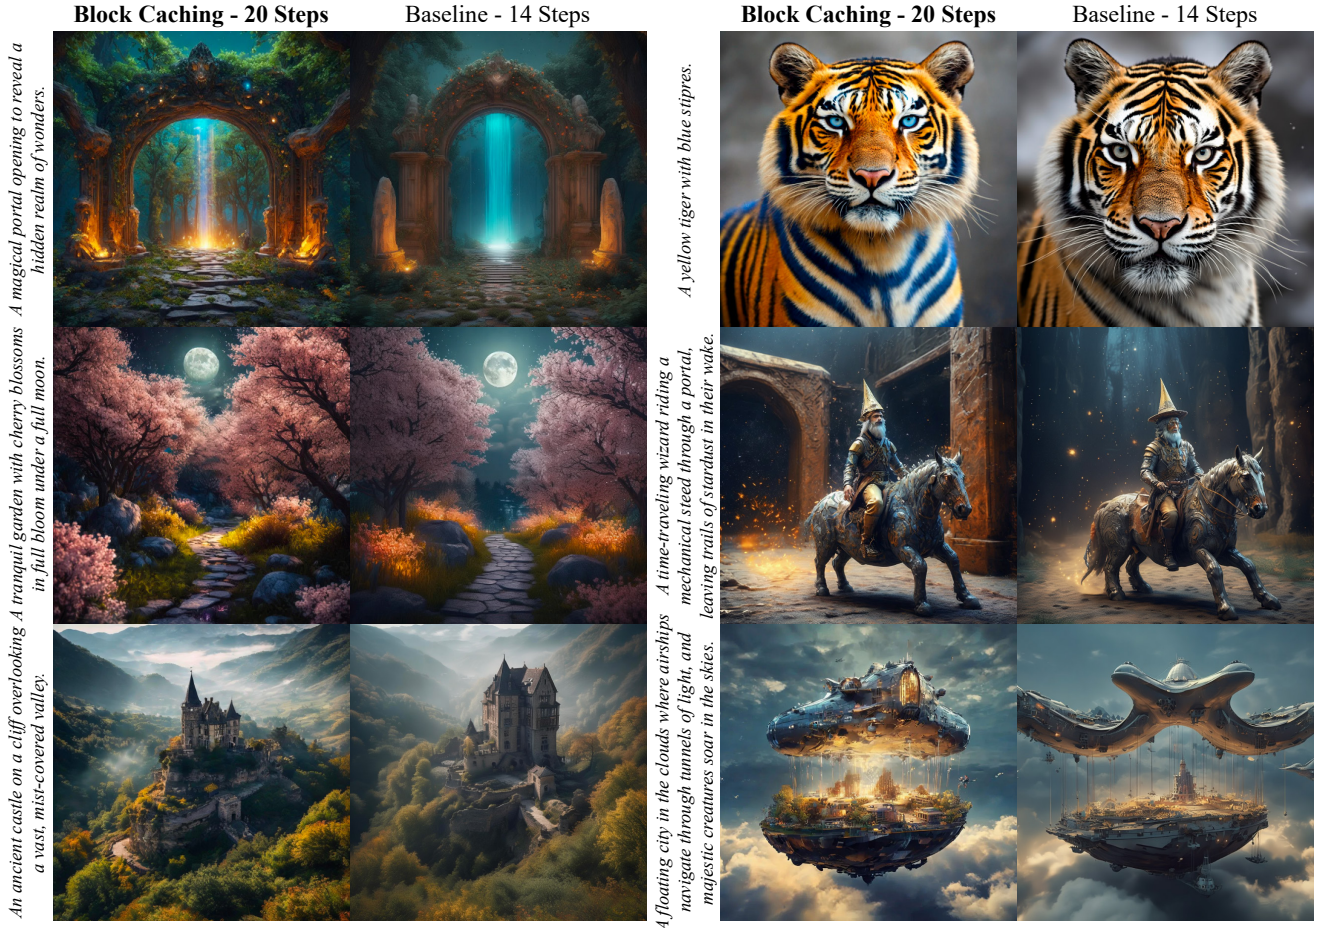 Block Caching - 20 Steps
Baseline - 14 Steps
Block Caching - 20 Steps
Baseline - 14 Steps
A magical portal opening to reveal a
hidden realm of wonders.
A yellow tiger with blue stipres.
A tranquil garden with cherry blossoms
in full bloom under a full moon.
A time-traveling wizard riding a
mechanical steed through a portal,
leaving trails of stardust in their wake.
An ancient castle on a cliff overlooking
a vast, mist-covered valley.
A floating city in the clouds where airships
navigate through tunnels of light, and
majestic creatures soar in the skies.